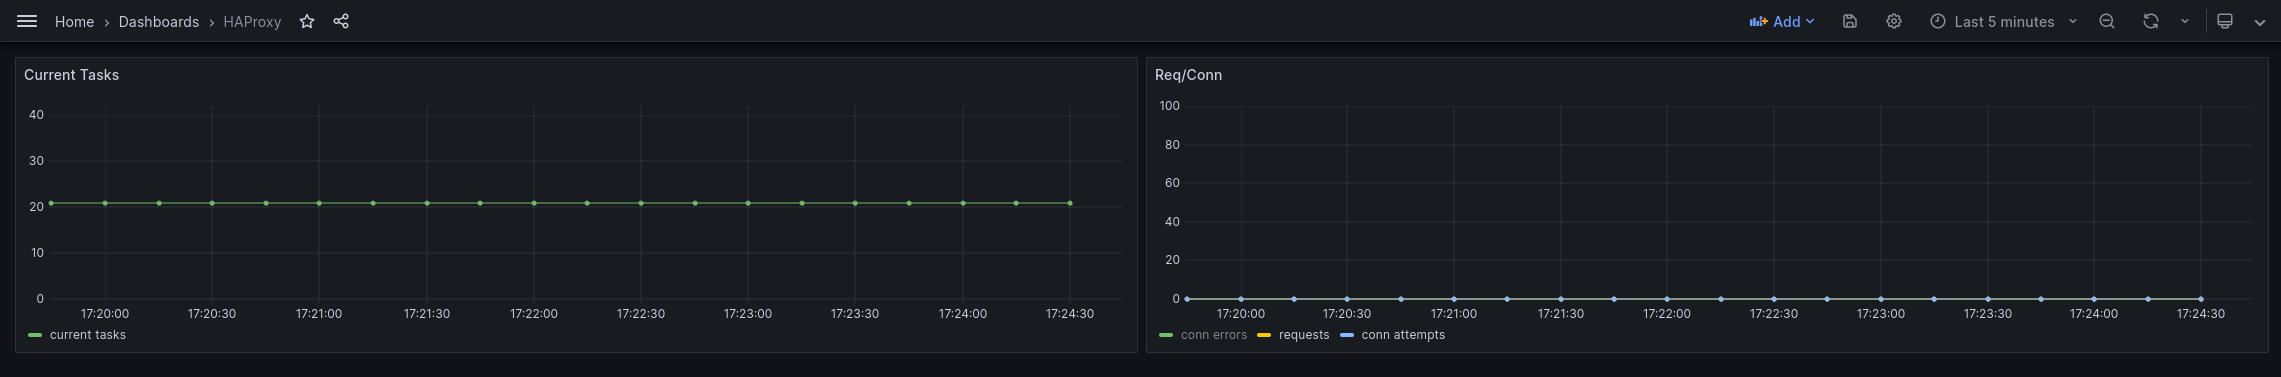 Home › Dashboards › HAProxy
Add
Last 5 minutes
Current Tasks
40
30
20
10
0
17:20:00 17:20:30 17:21:00 17:21:30 17:22:00 17:22:30 17:23:00 17:23:30 17:24:00 17:24:30
current tasks
Req/Conn
100
80
60
40
20
0
17:20:00 17:20:30 17:21:00 17:21:30 17:22:00 17:22:30 17:23:00 17:23:30 17:24:00 17:24:30
conn errors requests conn attempts